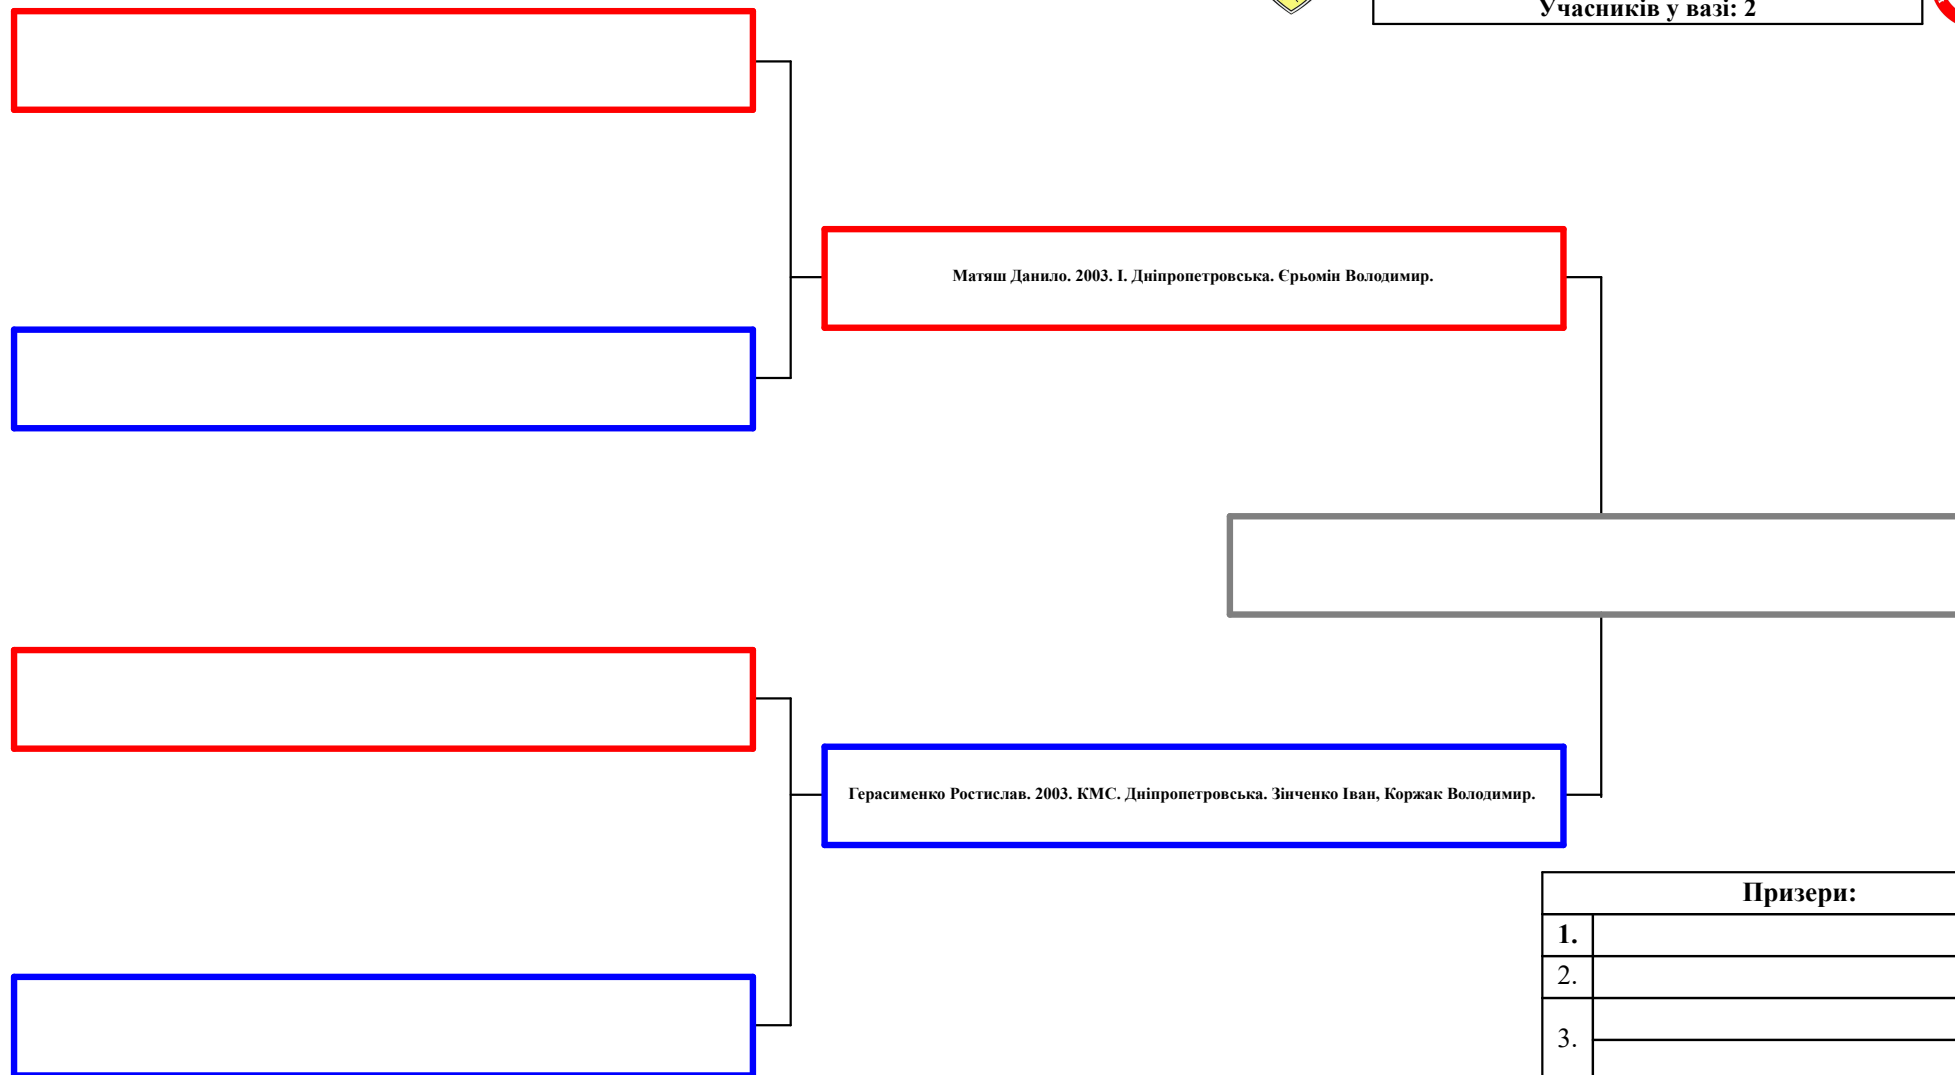 Учасників у вазі: 2
Матяш Данило. 2003. І. Дніпропетровська. Єрьомін Володимир.
Герасименко Ростислав. 2003. КМС. Дніпропетровська. Зінченко Іван, Коржак Володимир.
Призери:
1.
2.
3.